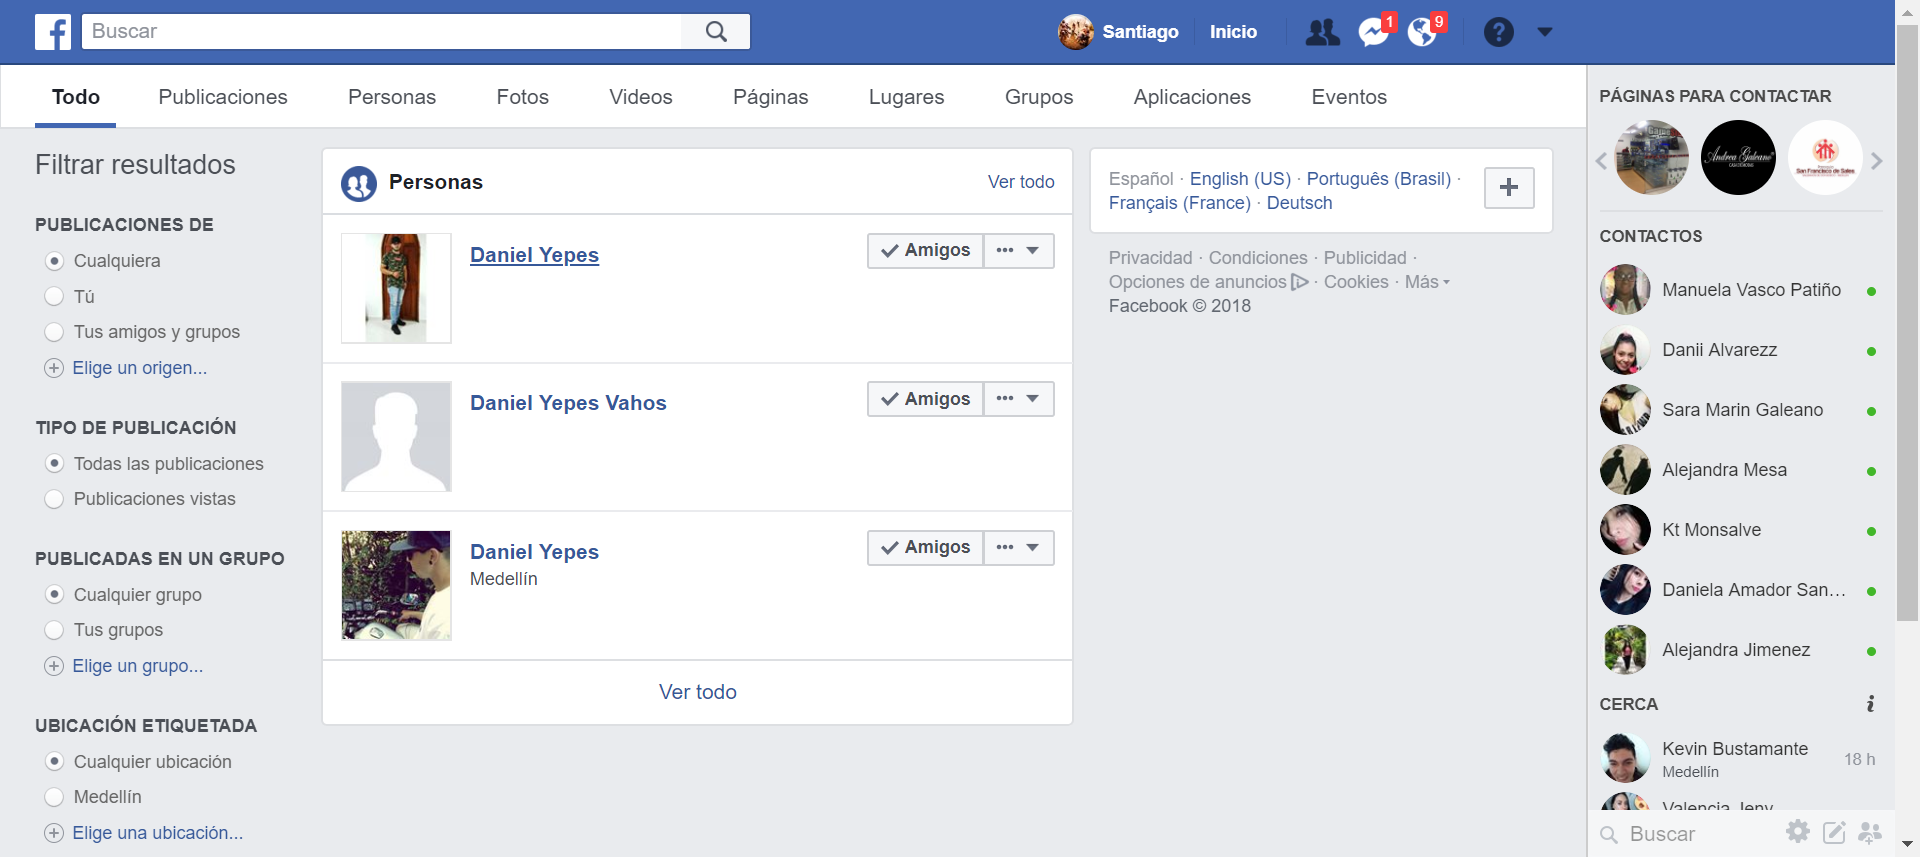 Buscar
Santiago
Inicio
1
9
Todo
Publicaciones
Personas
Fotos
Videos
Páginas
Lugares
Grupos
Aplicaciones
Eventos
Filtrar resultados
PUBLICACIONES DE
Cualquiera
Tú
Tus amigos y grupos
Elige un origen...
TIPO DE PUBLICACIÓN
Todas las publicaciones
Publicaciones vistas
PUBLICADAS EN UN GRUPO
Cualquier grupo
Tus grupos
Elige un grupo...
UBICACIÓN ETIQUETADA
Cualquier ubicación
Medellín
Elige una ubicación...
Personas
Ver todo
Daniel Yepes
Amigos
Daniel Yepes Vahos
Amigos
Daniel Yepes
Medellín
Amigos
Ver todo
Español · English (US) · Português (Brasil) ·
Français (France) · Deutsch
Privacidad · Condiciones · Publicidad ·
Opciones de anuncios · Cookies · Más
Facebook © 2018
PÁGINAS PARA CONTACTAR
Andrea Galeano
San Francisco de Sales
CONTACTOS
Manuela Vasco Patiño
Danii Alvarezz
Sara Marin Galeano
Alejandra Mesa
Kt Monsalve
Daniela Amador San...
Alejandra Jimenez
CERCA
Kevin Bustamante
Medellín
18 h
Valencia Jeny
Buscar